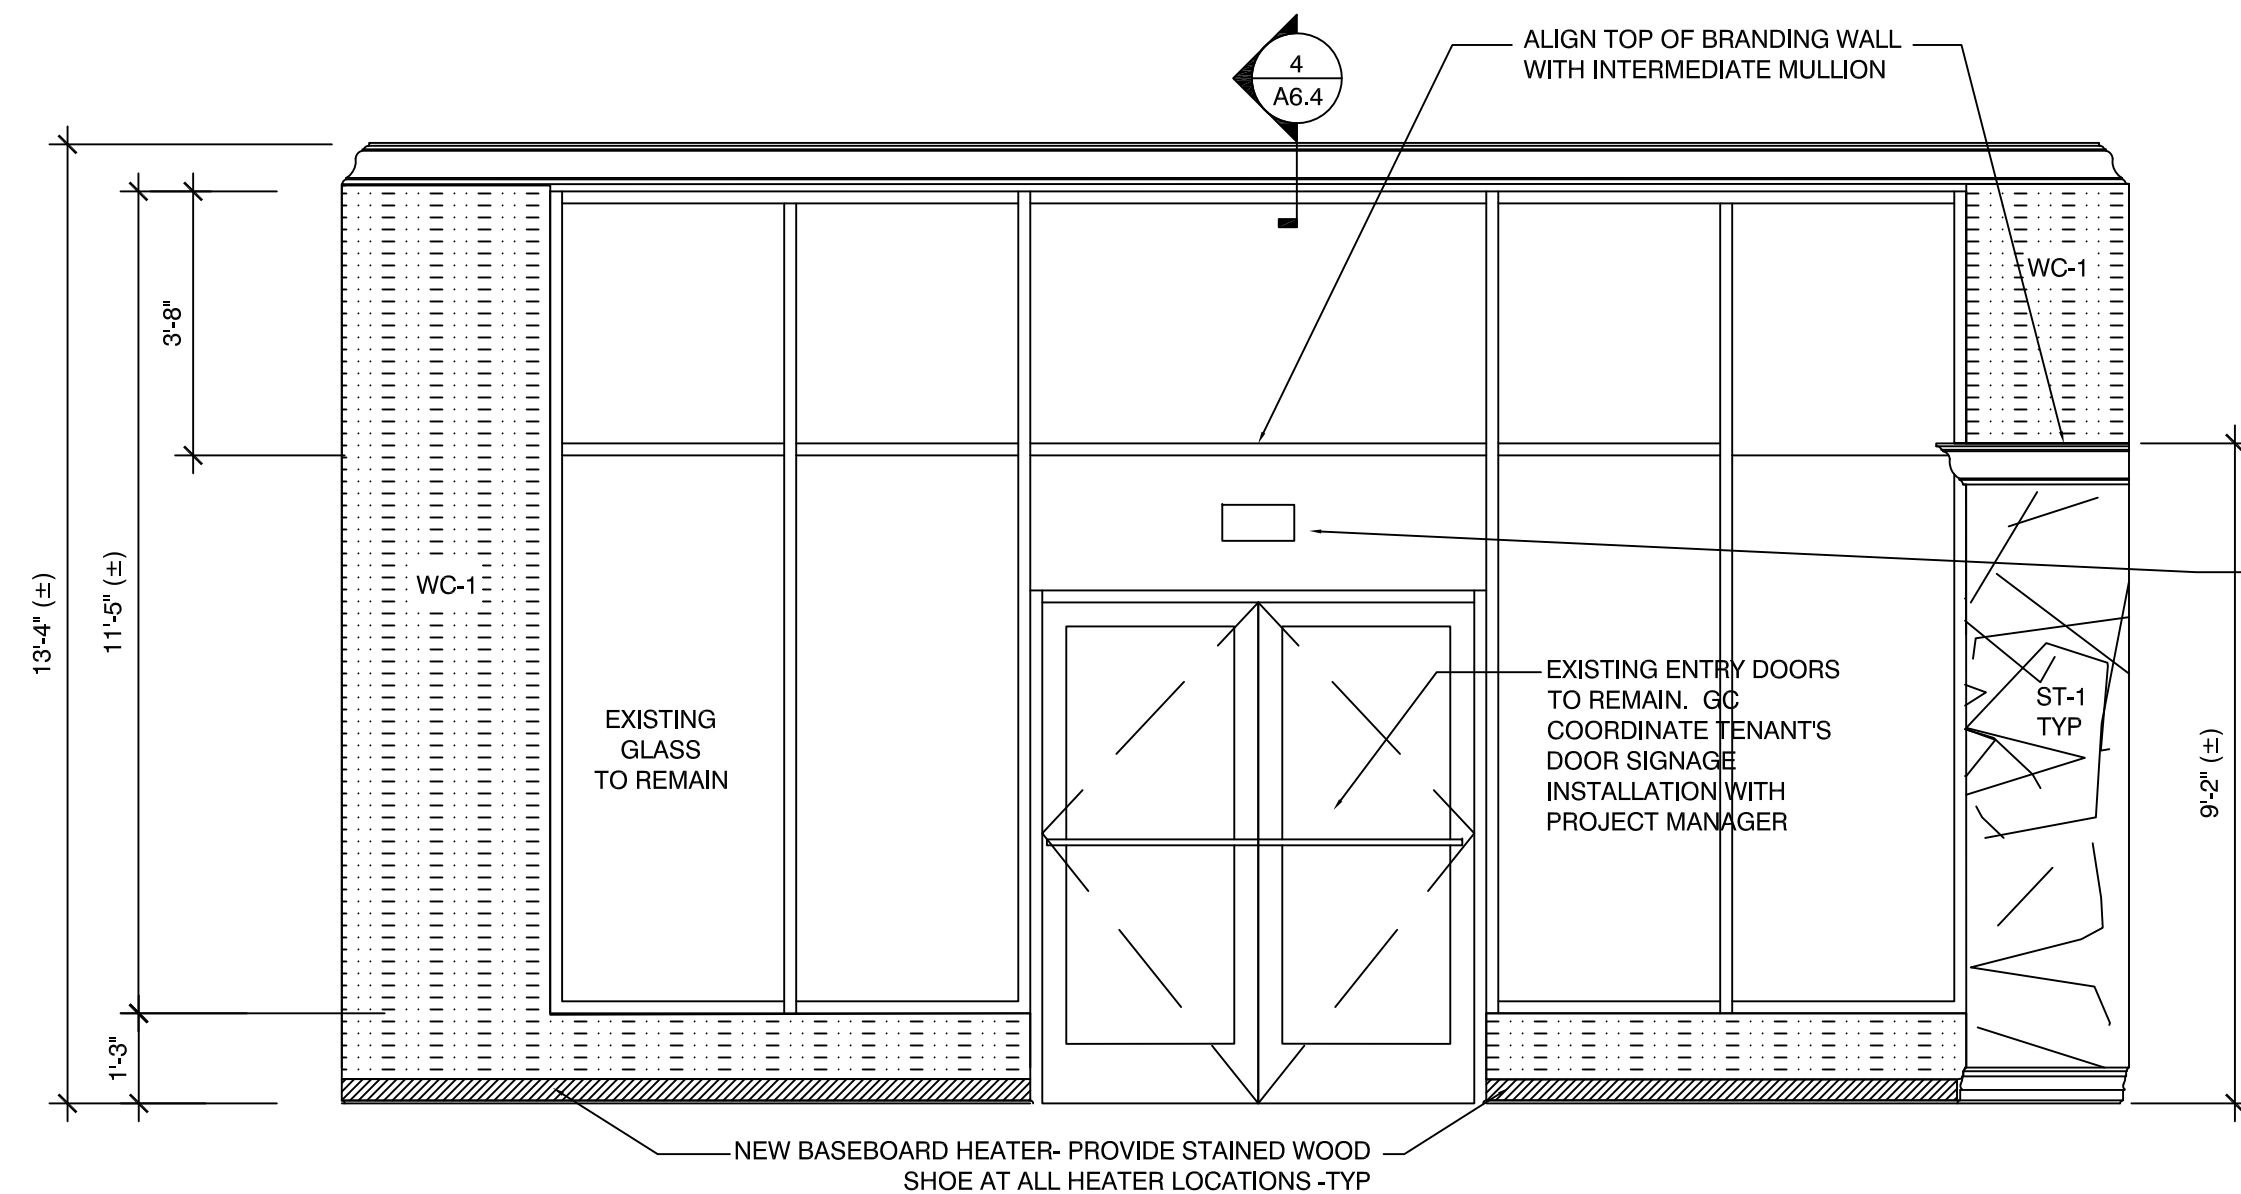 4
A6.4
ALIGN TOP OF BRANDING WALL
WITH INTERMEDIATE MULLION
WC-1
3'-8"
13'-4" (±)
11'-5" (±)
WC-1
EXISTING
GLASS
TO REMAIN
EXISTING ENTRY DOORS
TO REMAIN. GC
COORDINATE TENANT'S
DOOR SIGNAGE
INSTALLATION WITH
PROJECT MANAGER
ST-1
TYP
9'-2" (±)
1'-3"
NEW BASEBOARD HEATER- PROVIDE STAINED WOOD
SHOE AT ALL HEATER LOCATIONS -TYP